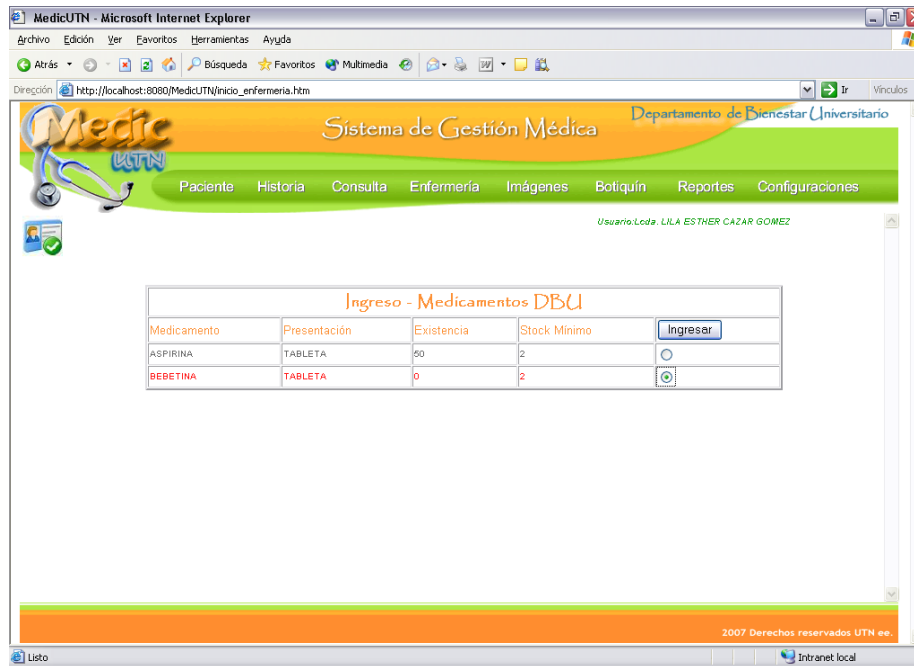 MedicUTN - Microsoft Internet Explorer
Archivo Edición Ver Favoritos Herramientas Ayuda
Atrás Búsqueda Favoritos Multimedia
Dirección http://localhost:8080/MedicUTN/inicio_enfermeria.htm Ir Vínculos
Medic UTN
Sistema de Gestión Médica
Departamento de Bienestar Universitario
Paciente Historia Consulta Enfermería Imágenes Botiquín Reportes Configuraciones
Usuario:Lcda. LILA ESTHER CAZAR GOMEZ
Ingreso - Medicamentos DBU
Medicamento Presentación Existencia Stock Mínimo Ingresar
ASPIRINA TABLETA 50 2
BEBETINA TABLETA 0 2
2007 Derechos reservados UTN ee.
Listo Intranet local